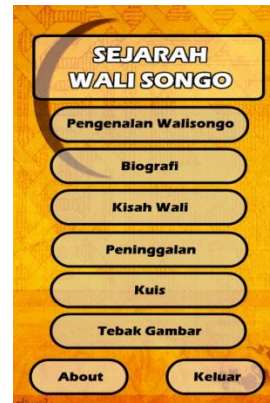 SEJARAH
WALI SONGO
Pengenalan Walisongo
Biografi
Kisah Wali
Peninggalan
Kuis
Tebak Gambar
About
Keluar